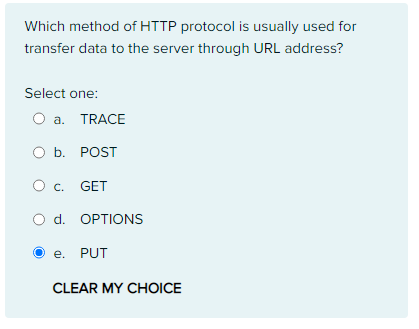 Which method of HTTP protocol is usually used for
transfer data to the server through URL address?
Select one:
a. TRACE
b. POST
c. GET
d. OPTIONS
e. PUT
CLEAR MY CHOICE